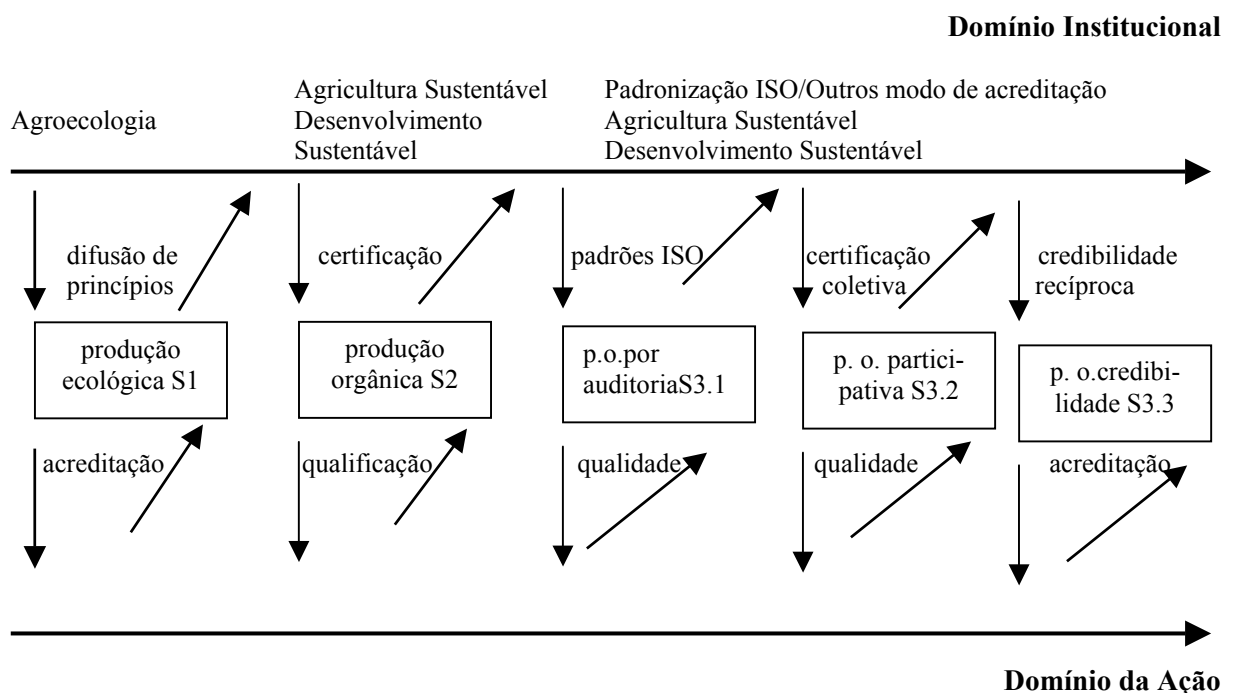 Domínio Institucional
Agroecologia
Agricultura Sustentável
Desenvolvimento
Sustentável
Padronização ISO/Outros modo de acreditação
Agricultura Sustentável
Desenvolvimento Sustentável
difusão de
princípios
certificação
padrões ISO
certificação
coletiva
credibilidade
recíproca
produção
ecológica S1
produção
orgânica S2
p.o.por
auditoriaS3.1
p. o. partici-
pativa S3.2
p. o.credibi-
lidade S3.3
acreditação
qualificação
qualidade
qualidade
acreditação
Domínio da Ação